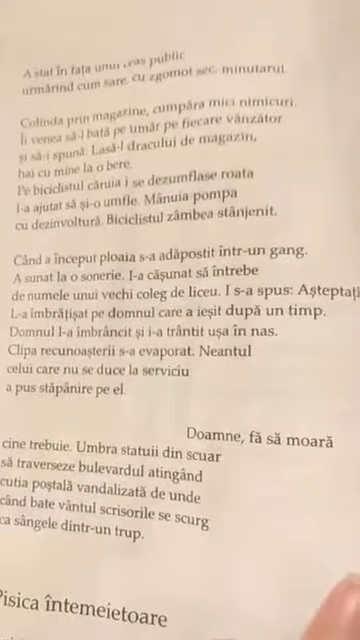 A stat în fața unui ceas public
urmărind cum sare, cu zgomot sec, minutarul.
Colinda prin magazine, cumpăra mici nimicuri.
Îi venea să-l bată pe umăr pe fiecare vânzător
și să-i spună: Lasă-l dracului de magazin,
hai cu mine la o bere.
Pe biciclistul căruia i se dezumflase roata
l-a ajutat să și-o umfle. Mânuia pompa
cu dezinvoltură. Biciclistul zâmbea stânjenit.
Când a început ploaia s-a adăpostit într-un gang.
A sunat la o sonerie. I-a cășunat să întrebe
de numele unui vechi coleg de liceu. I s-a spus: Așteptați
L-a îmbrățișat pe domnul care a ieșit după un timp.
Domnul l-a îmbrâncit și i-a trântit ușa în nas.
Clipa recunoașterii s-a evaporat. Neantul
celui care nu se duce la serviciu
a pus stăpânire pe el.
Doamne, fă să moară
cine trebuie. Umbra statuii din scuar
să traverseze bulevardul atingând
cutia poștală vandalizată de unde
când bate vântul scrisorile se scurg
ca sângele dintr-un trup.
Pisica întemeietoare